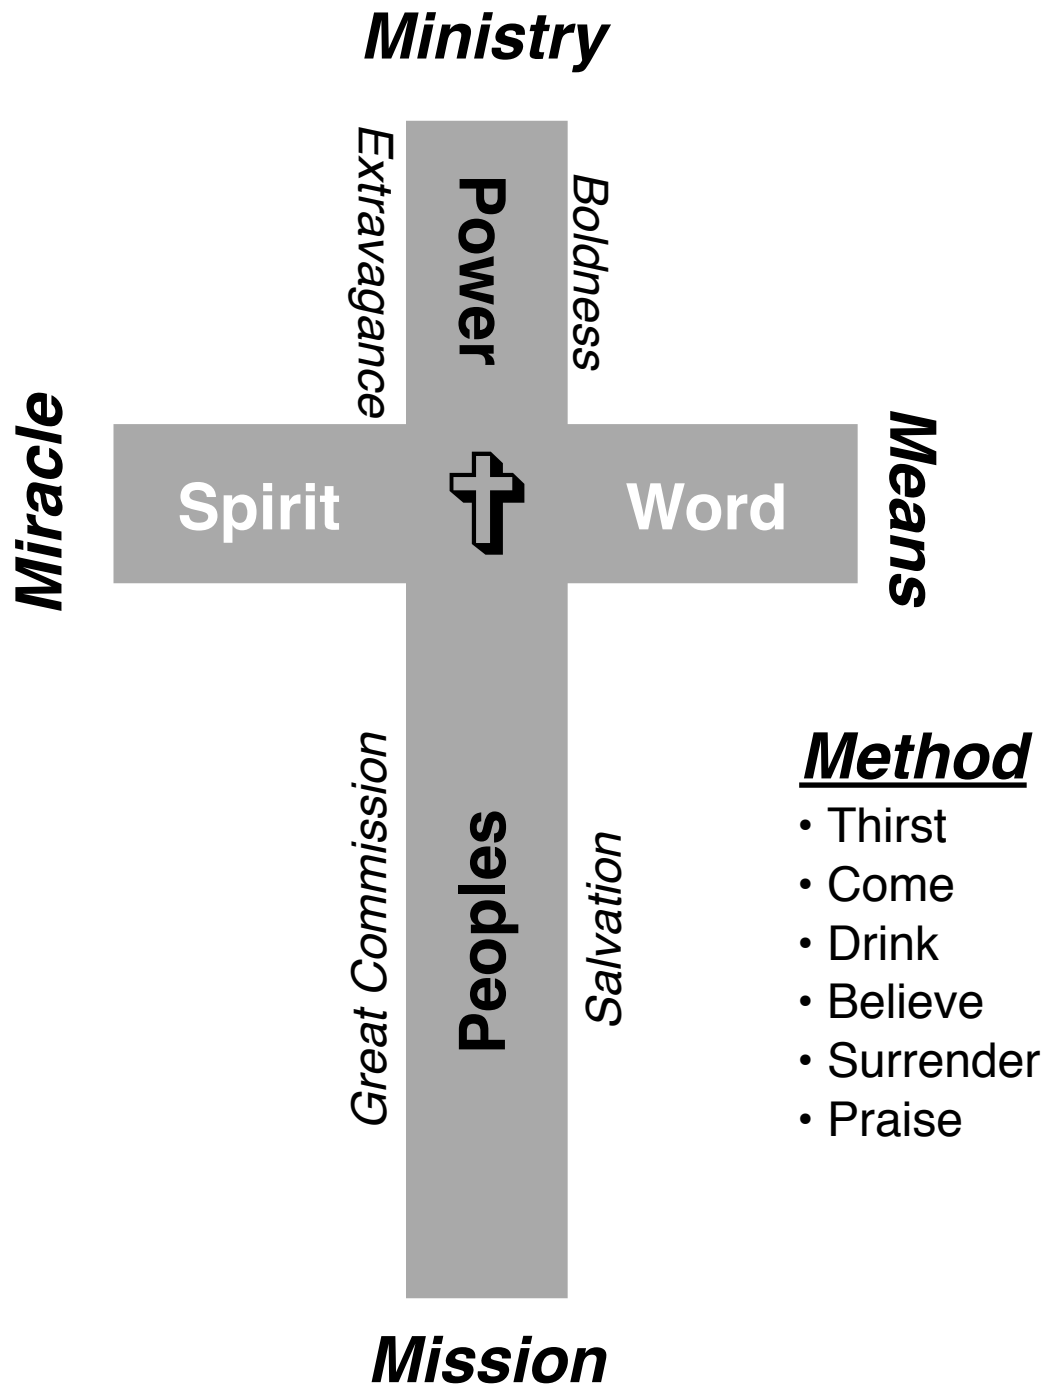 Ministry
Extravagance
Power
Boldness
Miracle
Spirit
Word
Means
Great Commission
Peoples
Salvation
Method
• Thirst
• Come
• Drink
• Believe
• Surrender
• Praise
Mission